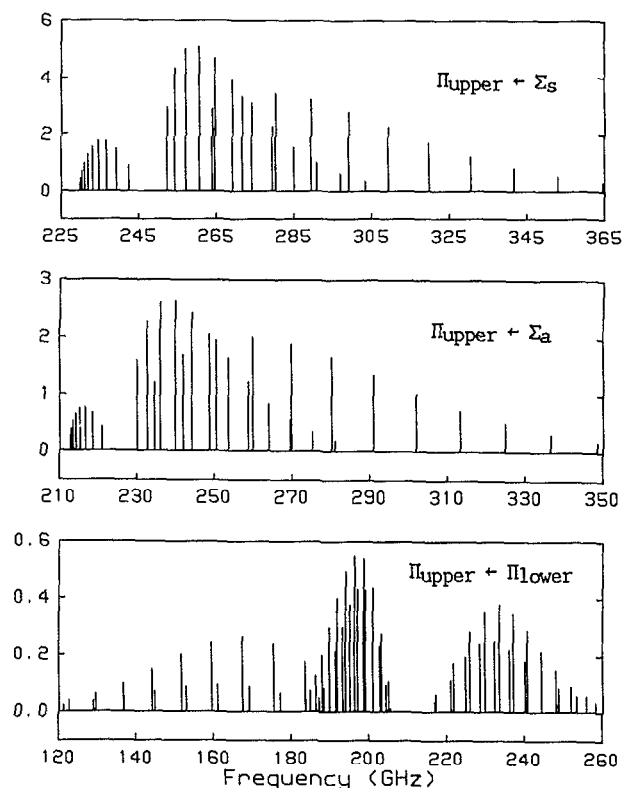 6
4
2
0
Πupper ← Σs
225 245 265 285 305 325 345 365
3
2
1
0
Πupper ← Σa
210 230 250 270 290 310 330 350
0.6
0.4
0.2
0.0
Πupper ← Πlower
120 140 160 180 200 220 240 260
Frequency (GHz)